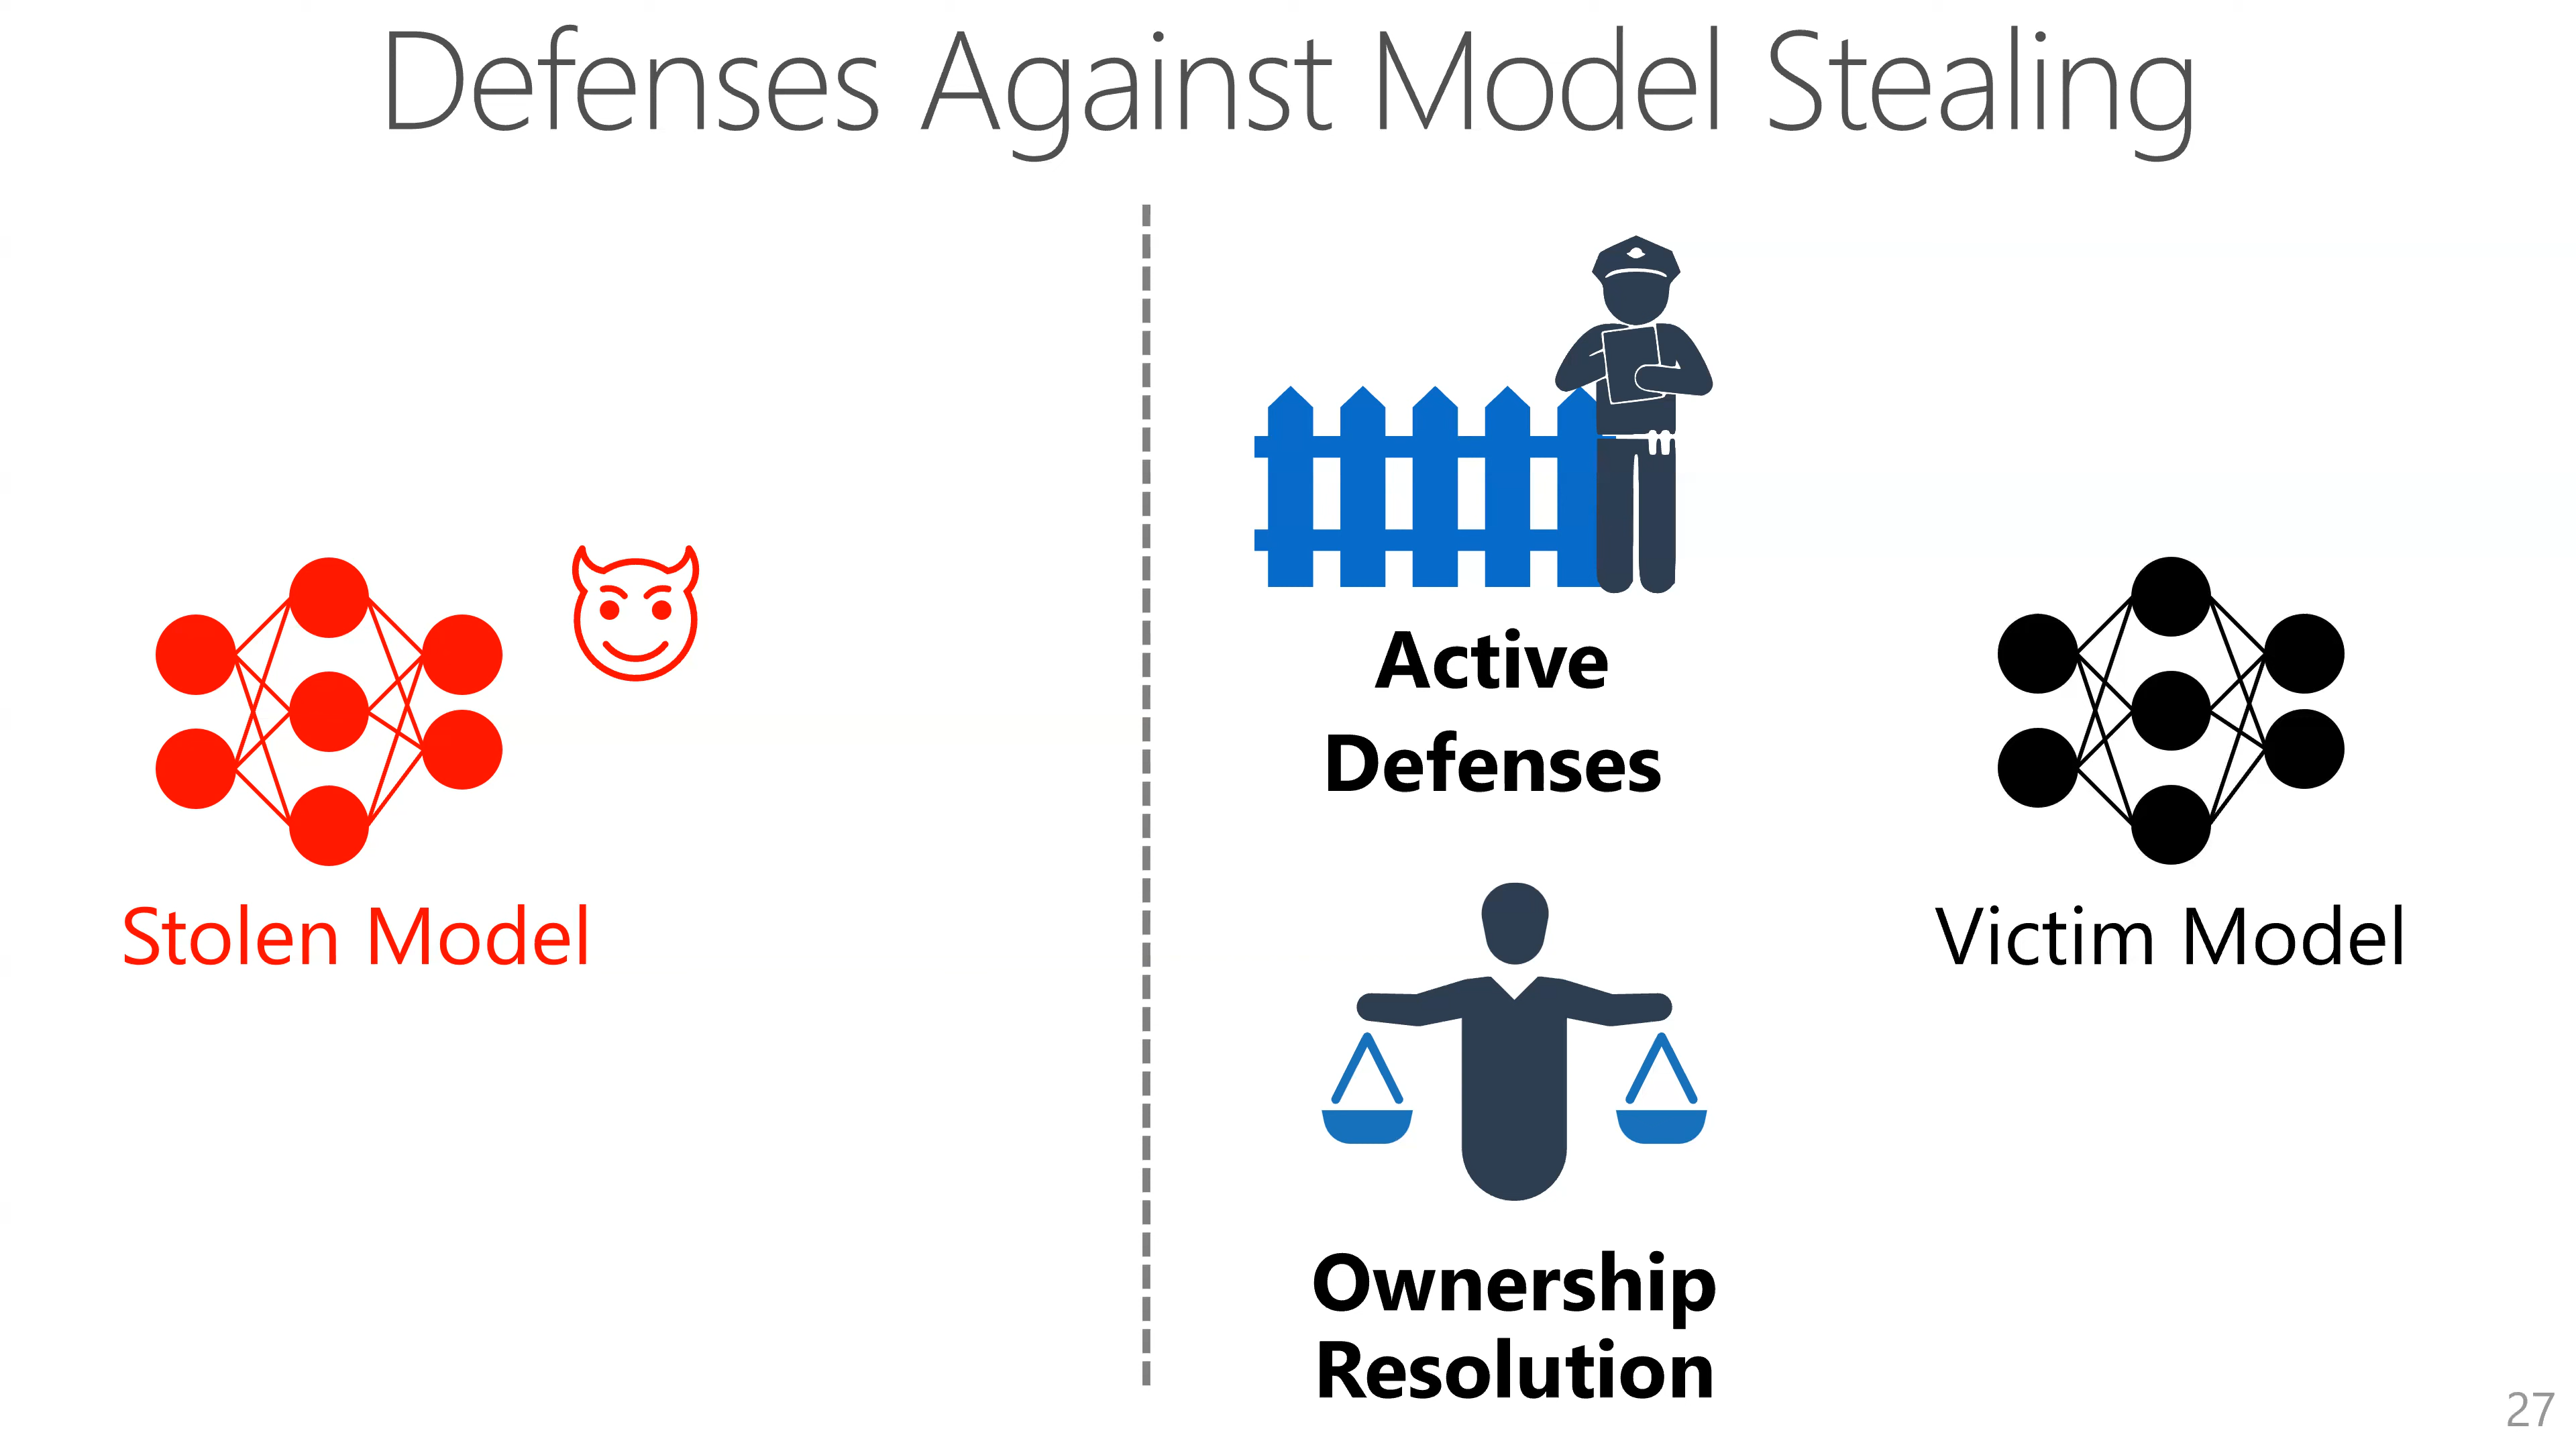 Defenses Against Model Stealing
Active
Defenses
Stolen Model
Victim Model
Ownership
Resolution
27